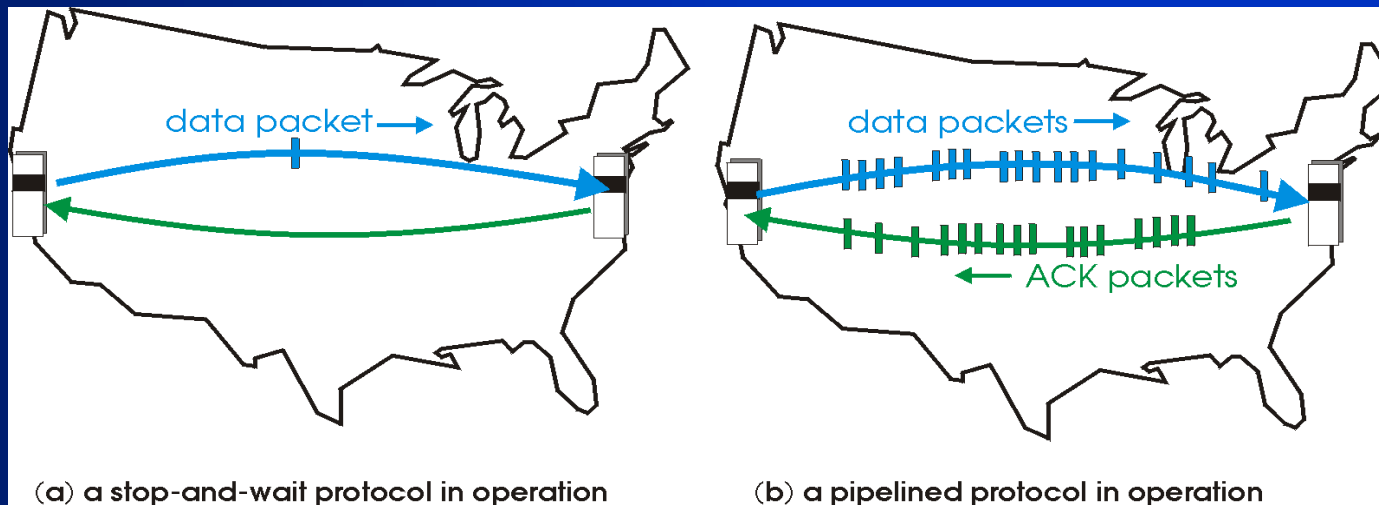 data packet
data packets
ACK packets
(a) a stop-and-wait protocol in operation
(b) a pipelined protocol in operation